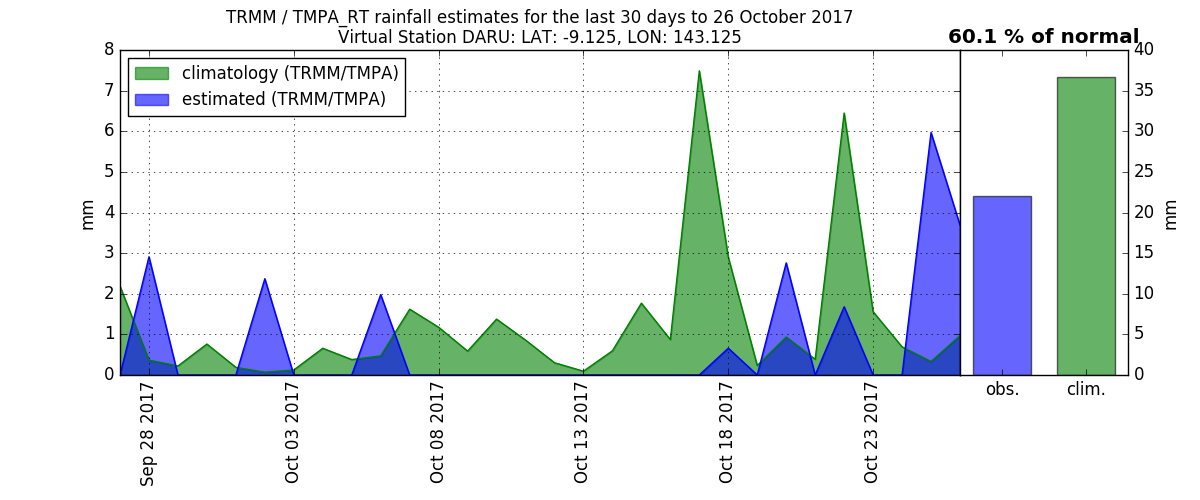 TRMM / TMPA_RT rainfall estimates for the last 30 days to 26 October 2017
Virtual Station DARU: LAT: -9.125, LON: 143.125
60.1 % of normal
climatology (TRMM/TMPA)
estimated (TRMM/TMPA)
mm
8
7
6
5
4
3
2
1
0
Sep 28 2017
Oct 03 2017
Oct 08 2017
Oct 13 2017
Oct 18 2017
Oct 23 2017
obs.
clim.
40
35
30
25
20
15
10
5
0
mm